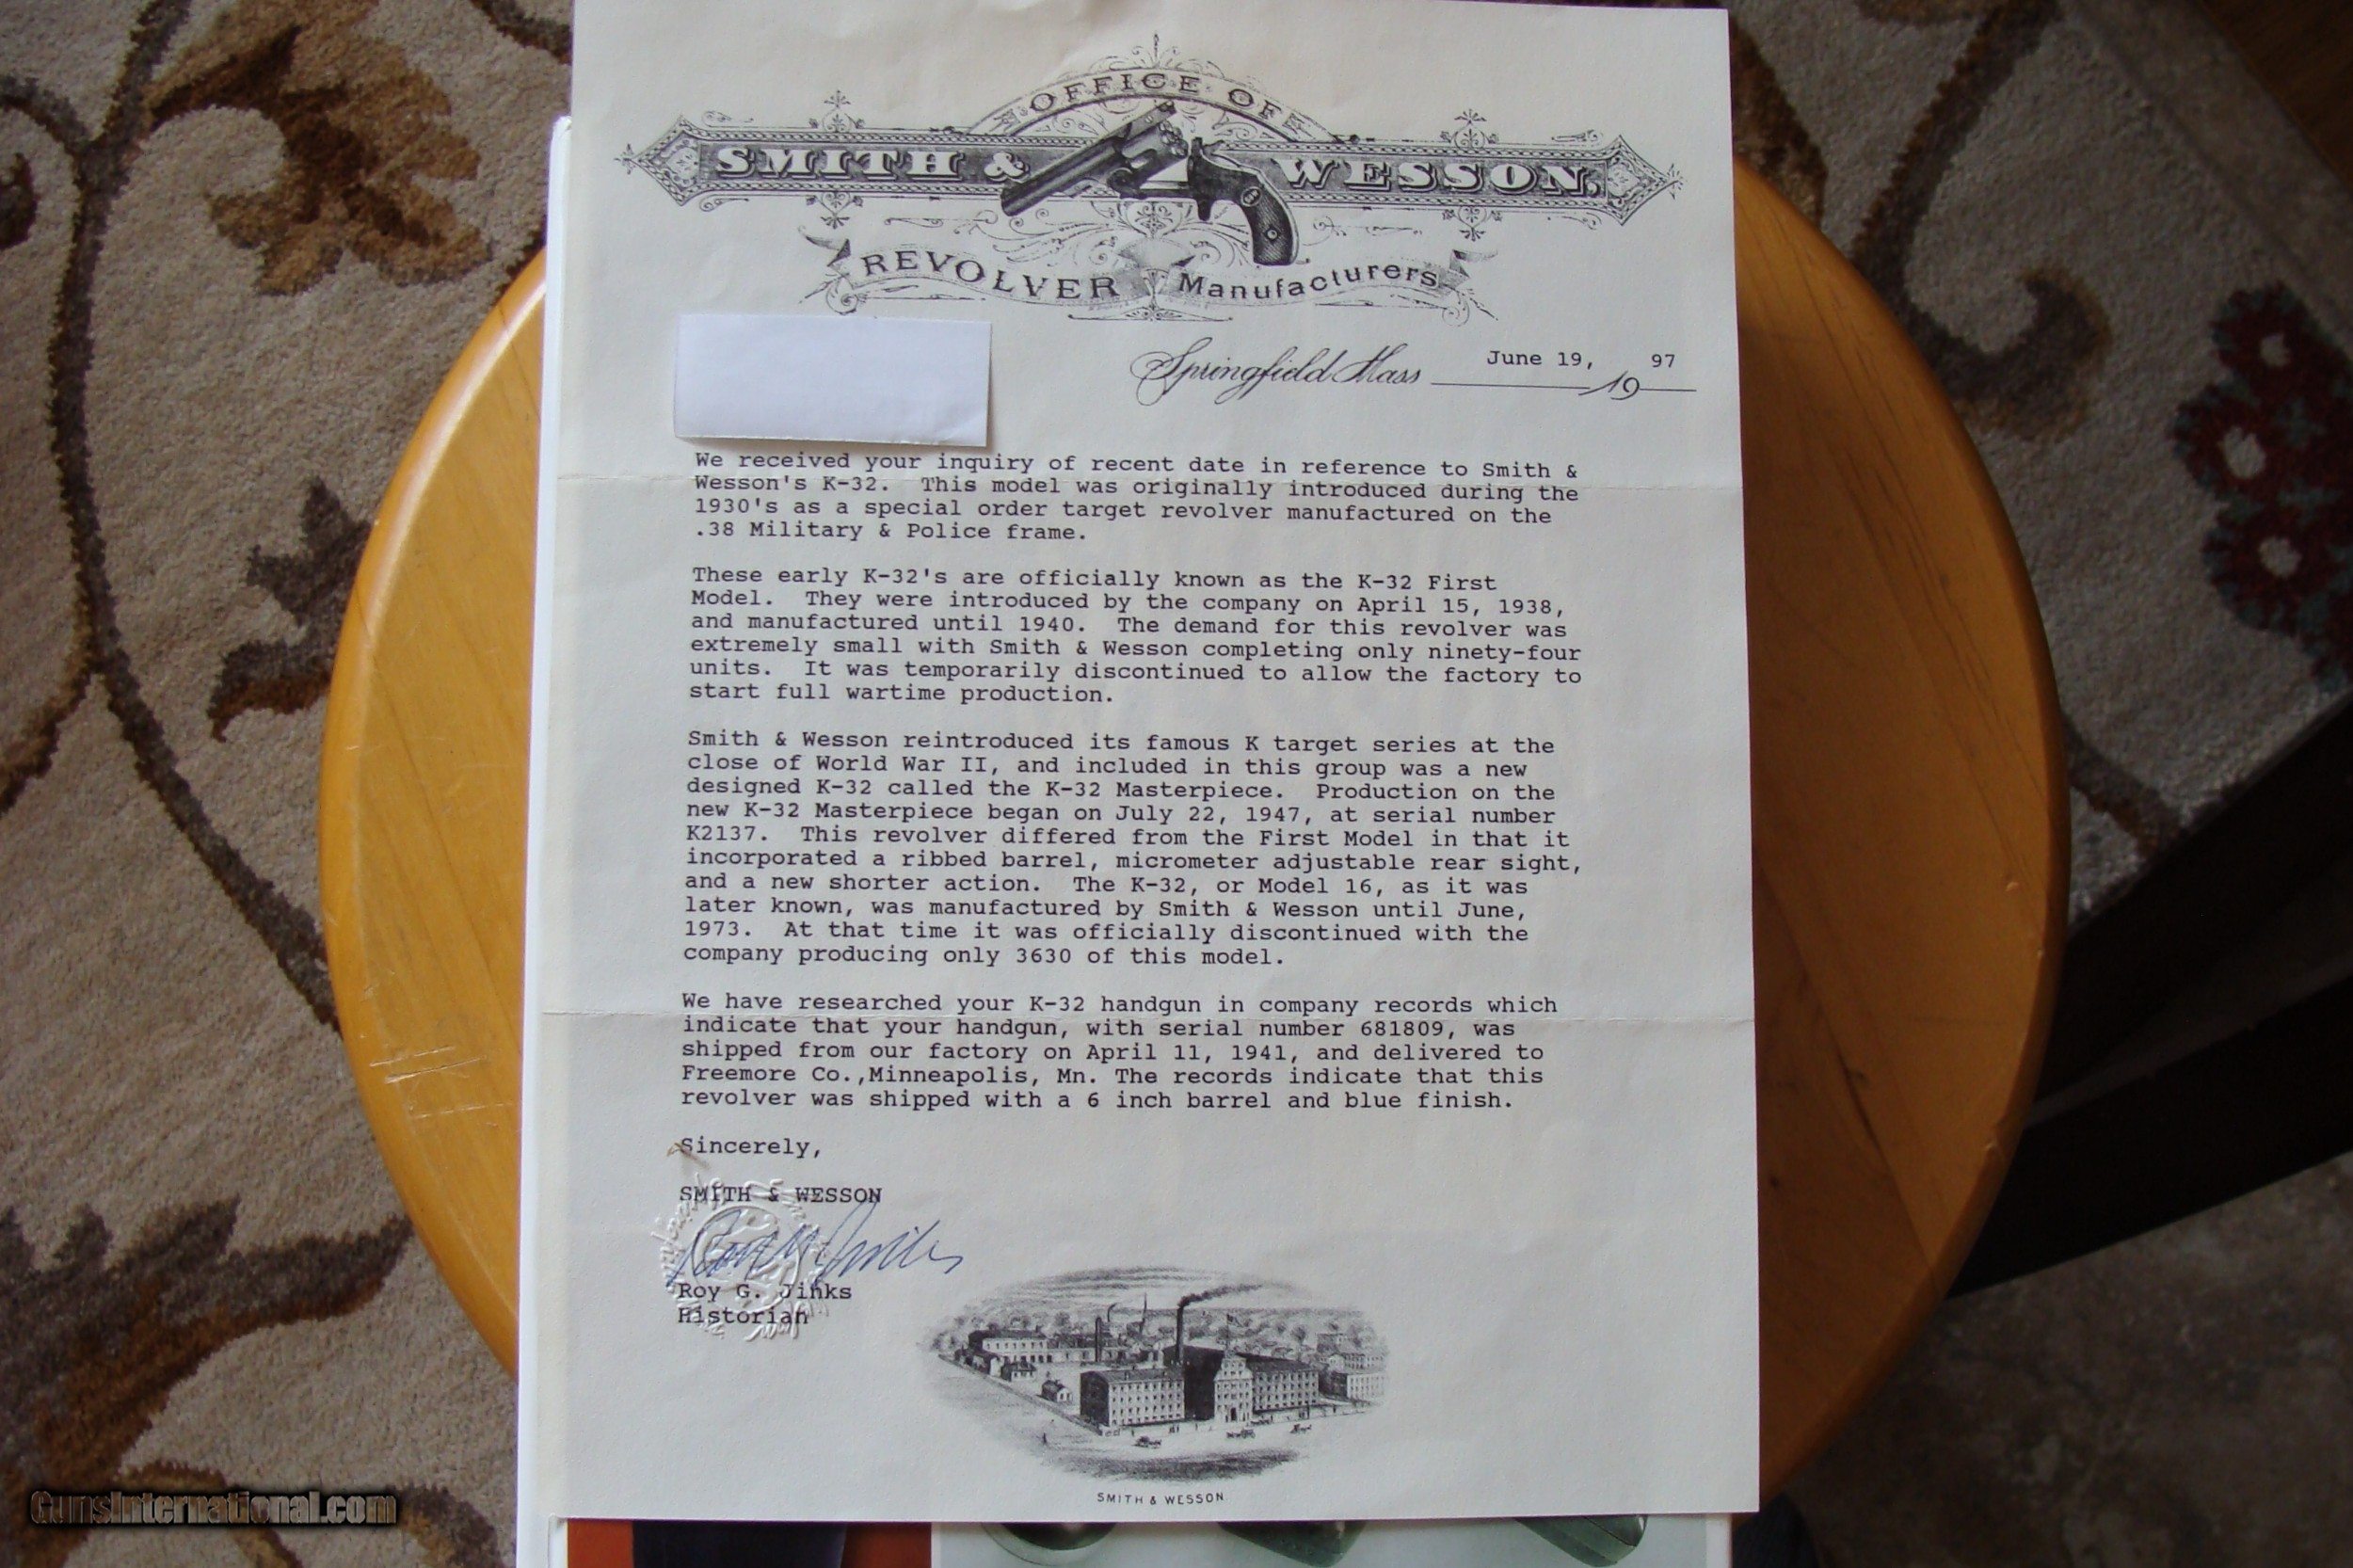 OFFICE OF
SMITH & WESSON.
REVOLVER Manufacturers
Springfield Mass June 19, 1997
We received your inquiry of recent date in reference to Smith &
Wesson's K-32.  This model was originally introduced during the
1930's as a special order target revolver manufactured on the
.38 Military & Police frame.
These early K-32's are officially known as the K-32 First
Model.  They were introduced by the company on April 15, 1938,
and manufactured until 1940.  The demand for this revolver was
extremely small with Smith & Wesson completing only ninety-four
units.  It was temporarily discontinued to allow the factory to
start full wartime production.
Smith & Wesson reintroduced its famous K target series at the
close of World War II, and included in this group was a new
designed K-32 called the K-32 Masterpiece.  Production on the
new K-32 Masterpiece began on July 22, 1947, at serial number
K2137.  This revolver differed from the First Model in that it
incorporated a ribbed barrel, micrometer adjustable rear sight,
and a new shorter action.  The K-32, or Model 16, as it was
later known, was manufactured by Smith & Wesson until June,
1973.  At that time it was officially discontinued with the
company producing only 3630 of this model.
We have researched your K-32 handgun in company records which
indicate that your handgun, with serial number 681809, was
shipped from our factory on April 11, 1941, and delivered to
Freemore Co.,Minneapolis, Mn. The records indicate that this
revolver was shipped with a 6 inch barrel and blue finish.
Sincerely,
SMITH & WESSON
Roy G. Jinks
Historian
SMITH & WESSON
GunsInternational.com